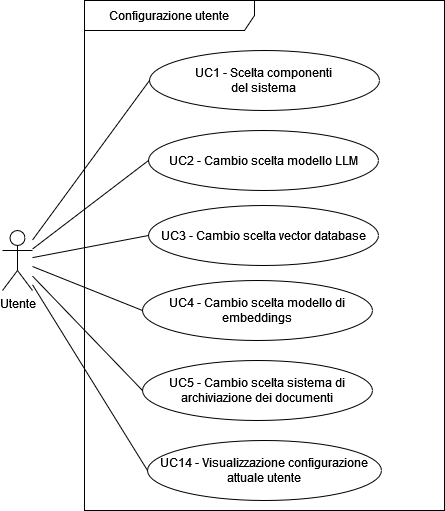 Configurazione utente
UC1 - Scelta componenti
del sistema
UC2 - Cambio scelta modello LLM
UC3 - Cambio scelta vector database
Utente
UC4 - Cambio scelta modello di
embeddings
UC5 - Cambio scelta sistema di
archiviazione dei documenti
UC14 - Visualizzazione configurazione
attuale utente